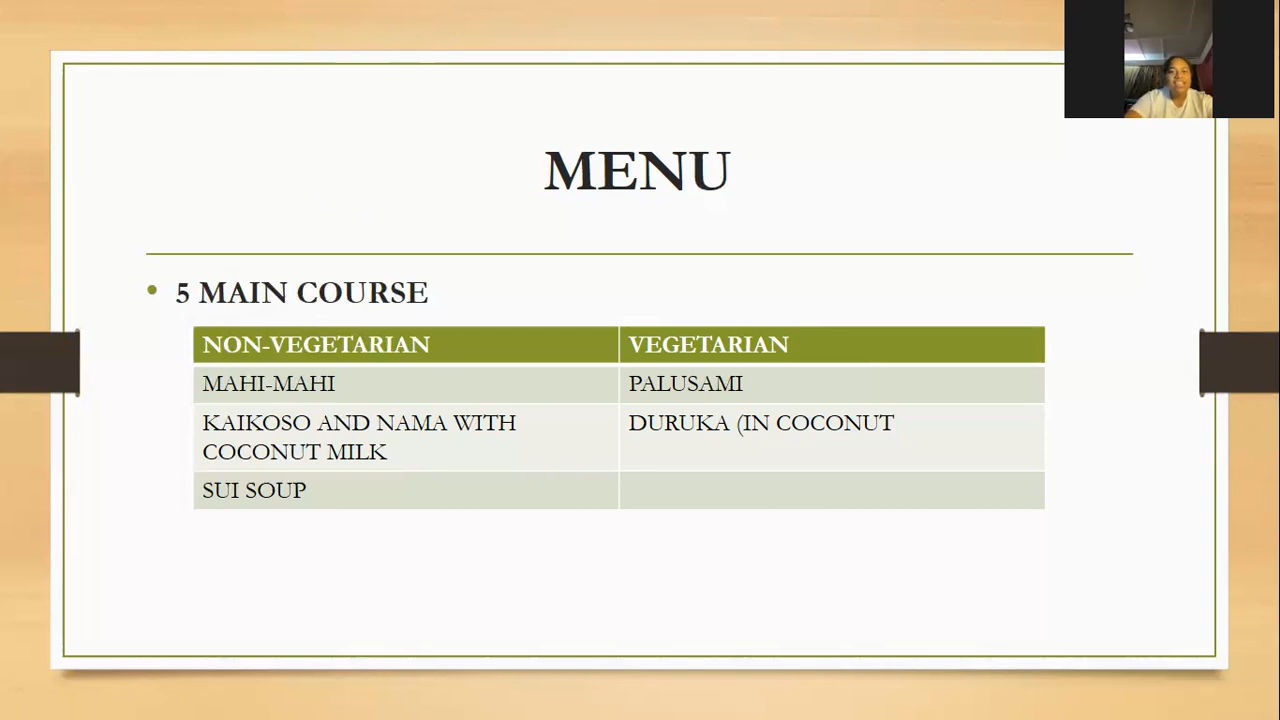 MENU
• 5 MAIN COURSE
NON-VEGETARIAN VEGETARIAN
MAHI-MAHI PALUSAMI
KAIKOSO AND NAMA WITH DURUKA (IN COCONUT
COCONUT MILK
SUI SOUP